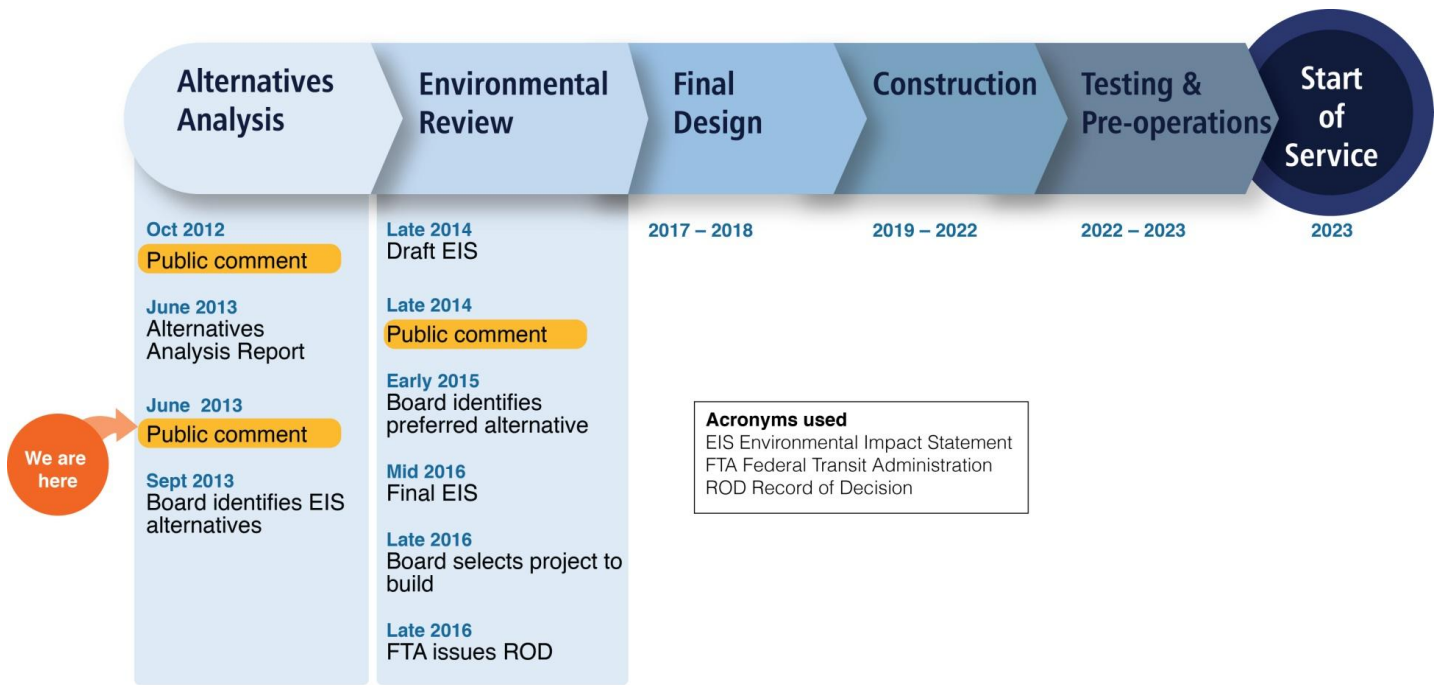 Alternatives
Analysis
Environmental
Review
Final
Design
Construction
Testing &
Pre-operations
Start
of
Service
Oct 2012
Public comment
June 2013
Alternatives
Analysis Report
June 2013
Public comment
Sept 2013
Board identifies EIS
alternatives
We are
here
Late 2014
Draft EIS
Late 2014
Public comment
Early 2015
Board identifies
preferred alternative
Mid 2016
Final EIS
Late 2016
Board selects project to
build
Late 2016
FTA issues ROD
2017 – 2018
2019 – 2022
2022 – 2023
2023
Acronyms used
EIS Environmental Impact Statement
FTA Federal Transit Administration
ROD Record of Decision